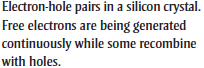 Electron-hole pairs in a silicon crystal.
Free electrons are being generated
continuously while some recombine
with holes.